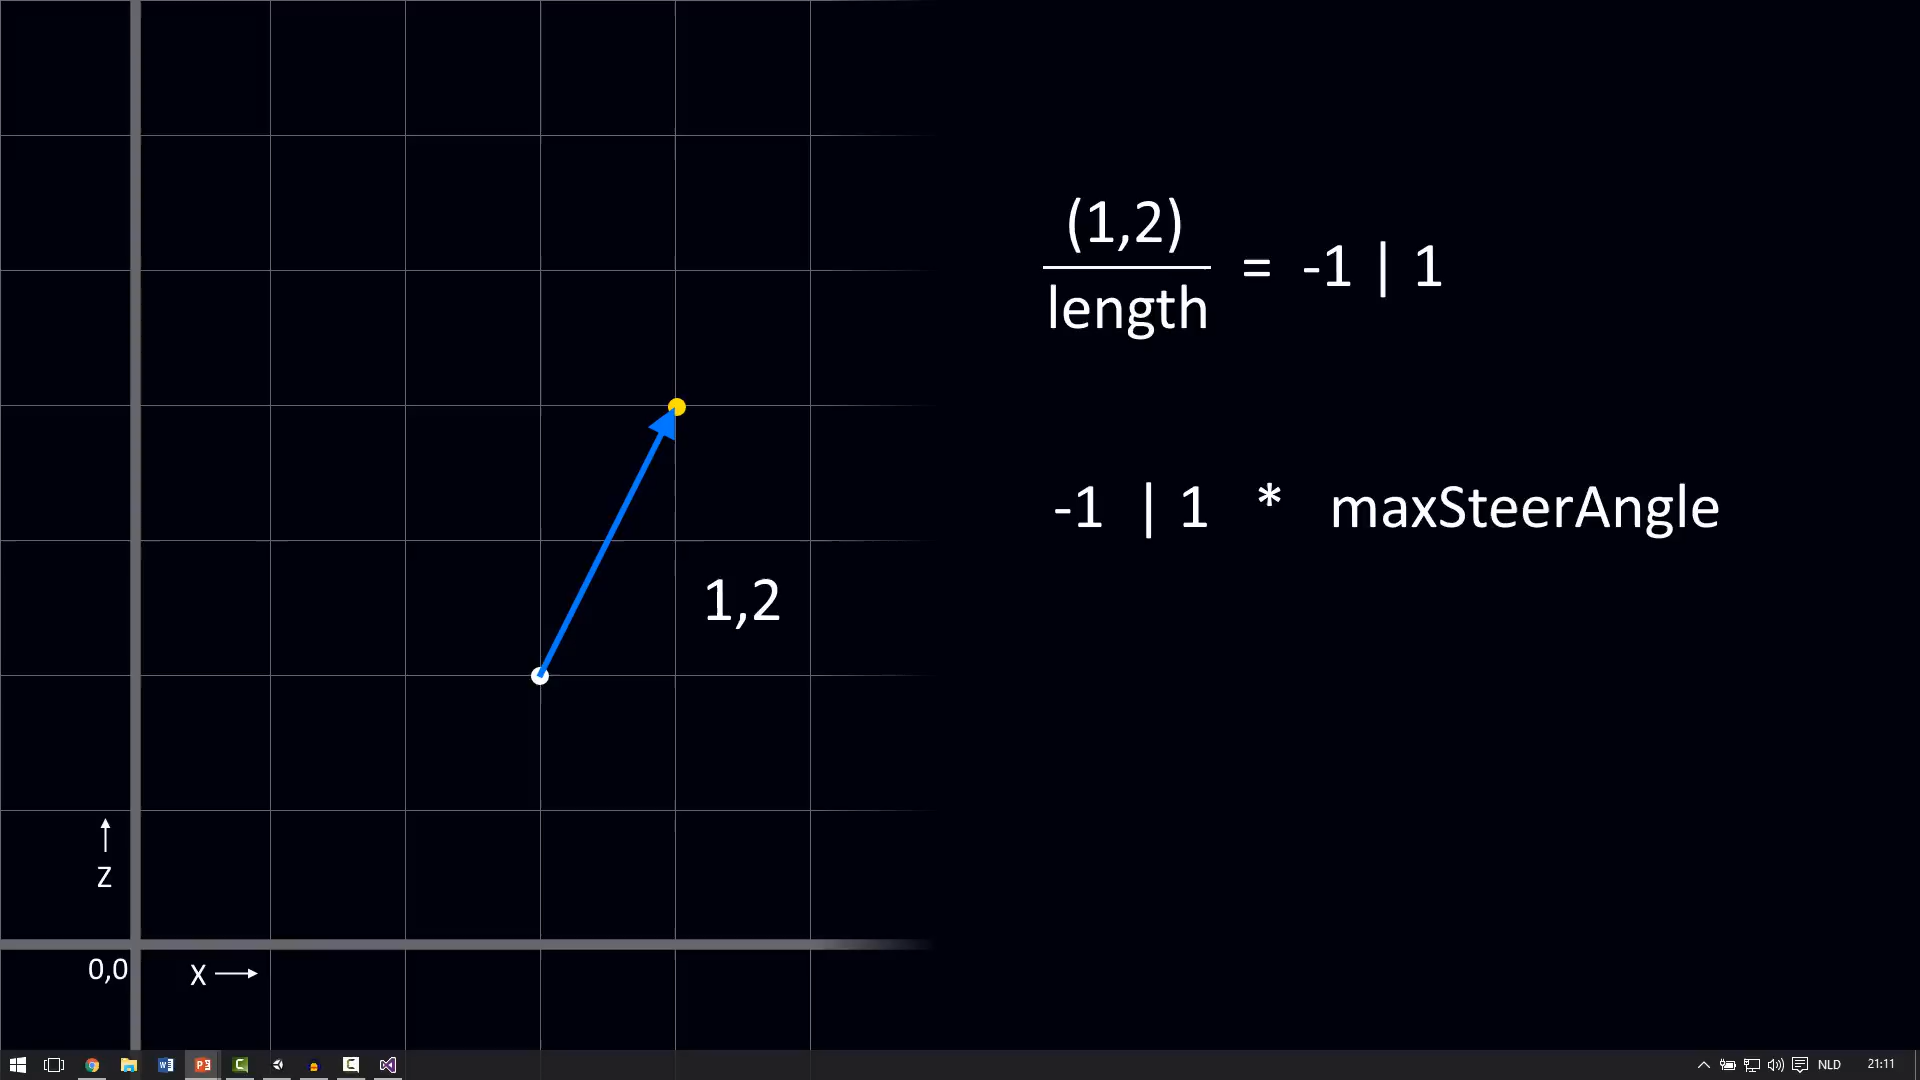 (1,2)
length
= -1 | 1
-1 | 1 * maxSteerAngle
1,2
Z
0,0
X
NLD
21:11